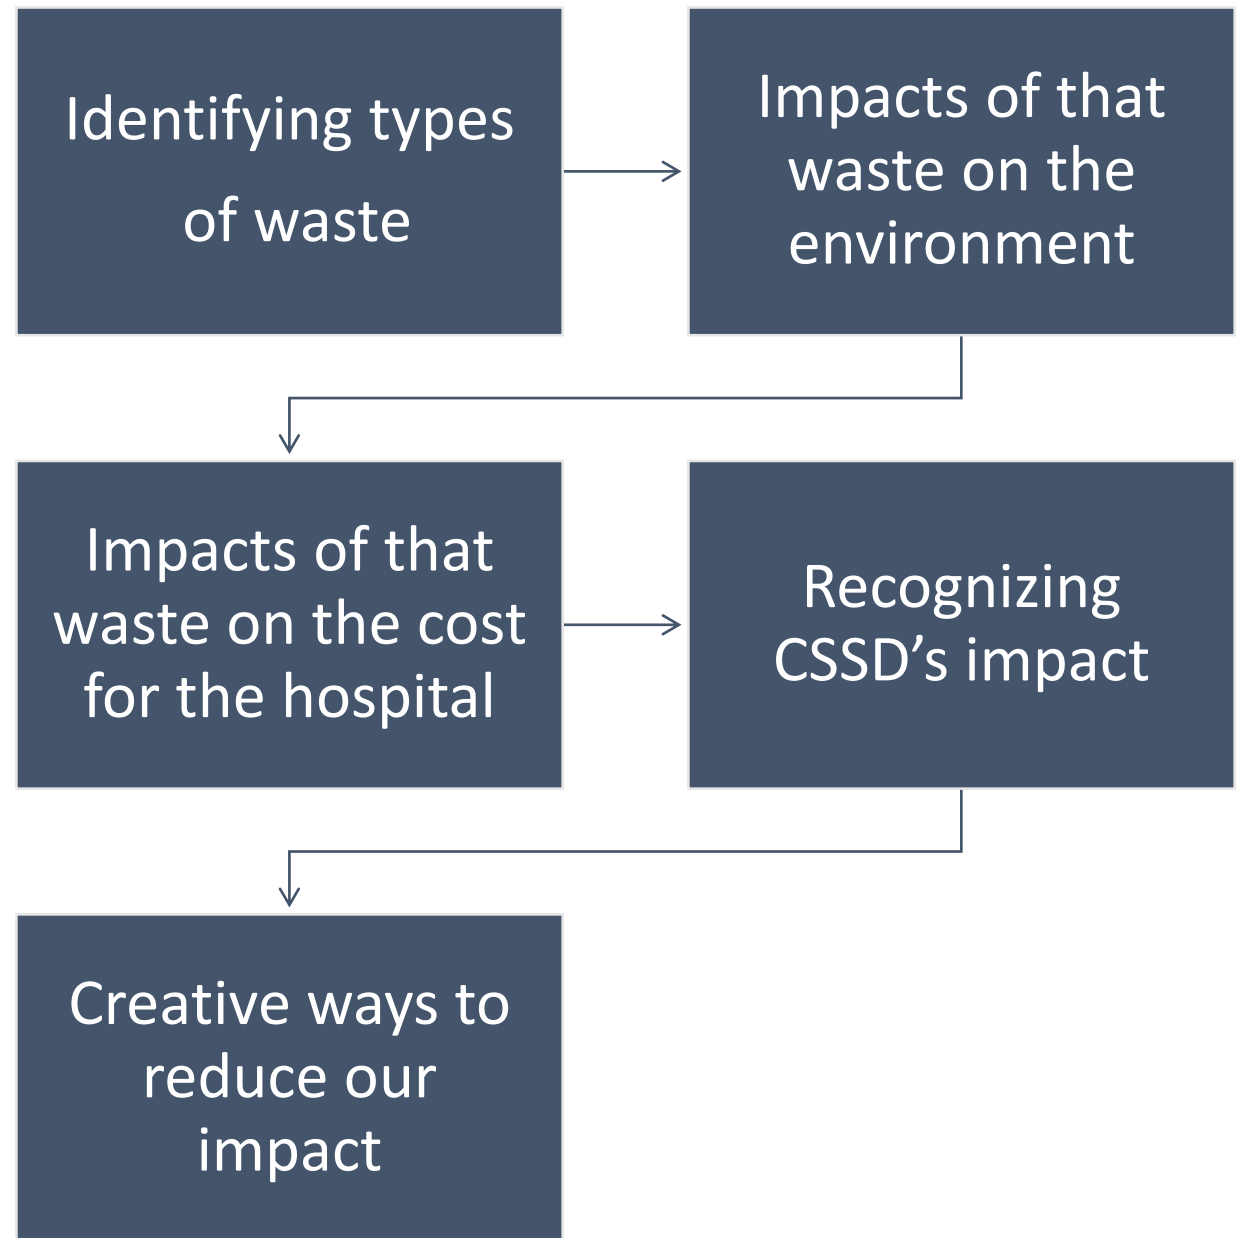 Identifying types
of waste
Impacts of that
waste on the
environment
Impacts of that
waste on the cost
for the hospital
Recognizing
CSSD’s impact
Creative ways to
reduce our
impact